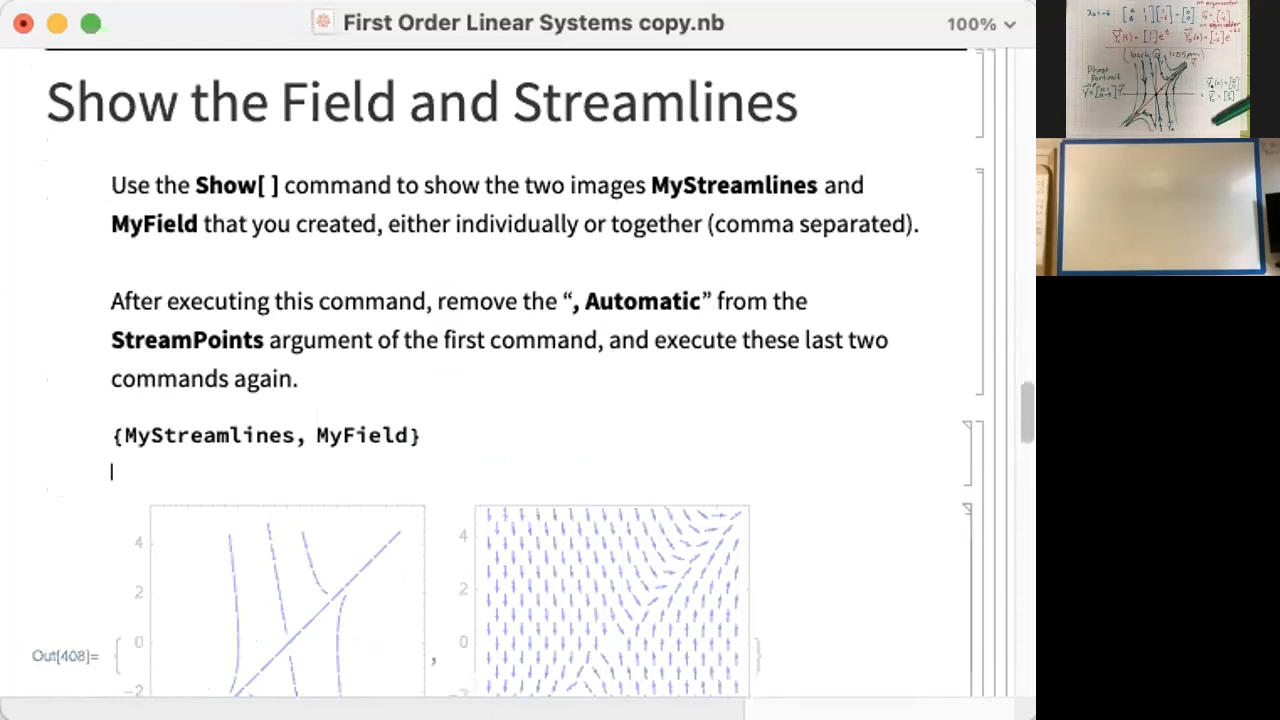 First Order Linear Systems copy.nb
100%
Show the Field and Streamlines
Use the Show[ ] command to show the two images MyStreamlines and
MyField that you created, either individually or together (comma separated).
After executing this command, remove the “, Automatic” from the
StreamPoints argument of the first command, and execute these last two
commands again.
{MyStreamlines, MyField}
4
2
0
-2
4
2
0
Out[408]=
{
,
}
Phase
Portrait